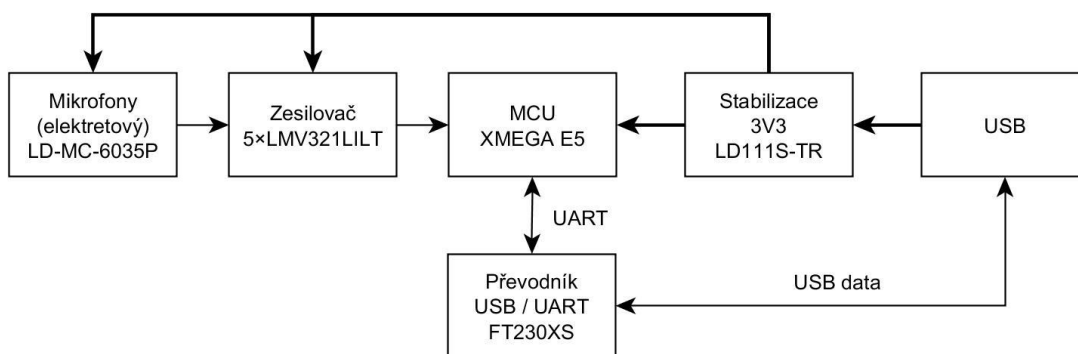 Mikrofony
(elektretový)
LD-MC-6035P
Zesilovač
5×LMV321LILT
MCU
XMEGA E5
Stabilizace
3V3
LD111S-TR
USB
UART
Převodník
USB / UART
FT230XS
USB data